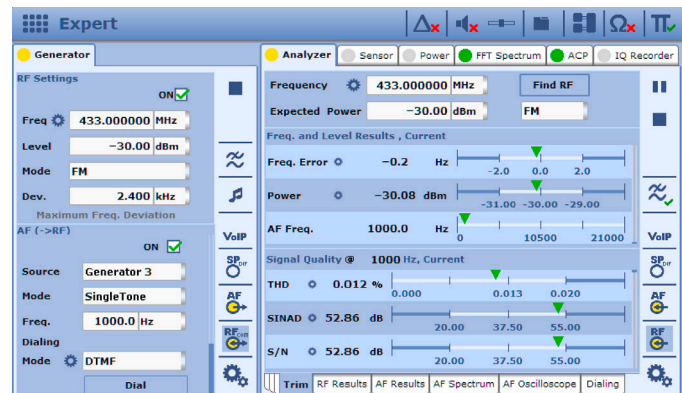 Expert
Generator
RF Settings
ON
Freq 433.000000 MHz
Level -30.00 dBm
Mode FM
Dev. 2.400 kHz
Maximum Freq. Deviation
AF (->RF)
ON
Source Generator 3
Mode SingleTone
Freq. 1000.0 Hz
Dialing
Mode DTMF
Dial
VoIP
SP Dir
AF
RF com
Analyzer Sensor Power FFT Spectrum ACP IQ Recorder
Frequency 433.000000 MHz Find RF
Expected Power -30.00 dBm FM
Freq. and Level Results , Current
Freq. Error -0.2 Hz
-2.0 0.0 2.0
Power -30.08 dBm
-31.00 -30.00 -29.00
AF Freq. 1000.0 Hz
0 10500 21000
Signal Quality @ 1000 Hz, Current
THD 0.012 %
0.000 0.013 0.020
SINAD 52.86 dB
20.00 37.50 55.00
S/N 52.86 dB
20.00 37.50 55.00
Trim RF Results AF Results AF Spectrum AF Oscilloscope Dialing
VoIP
SP Dir
AF
RF